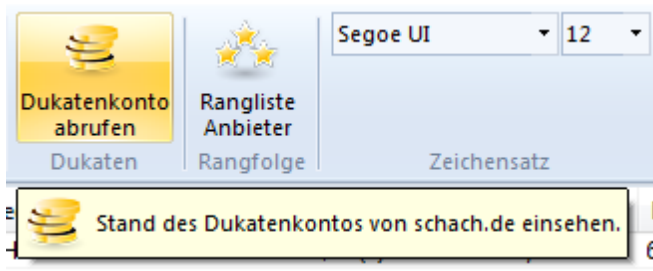 Segoe UI 12
Dukatenkonto
abrufen
Rangliste
Anbieter
Dukaten
Rangfolge
Zeichensatz
Stand des Dukatenkontos von schach.de einsehen.